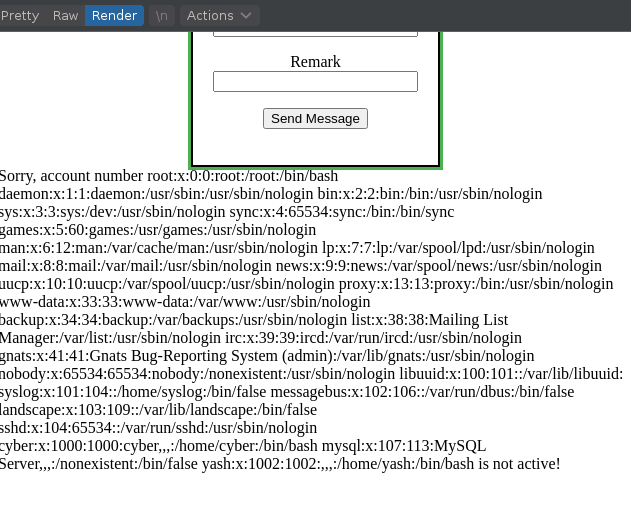 Pretty Raw Render \n Actions
Remark
Send Message
Sorry, account number root:x:0:0:root:/root:/bin/bash
daemon:x:1:1:daemon:/usr/sbin:/usr/sbin/nologin bin:x:2:2:bin:/bin:/usr/sbin/nologin
sys:x:3:3:sys:/dev:/usr/sbin/nologin sync:x:4:65534:sync:/bin:/bin/sync
games:x:5:60:games:/usr/games:/usr/sbin/nologin
man:x:6:12:man:/var/cache/man:/usr/sbin/nologin lp:x:7:7:lp:/var/spool/lpd:/usr/sbin/nologin
mail:x:8:8:mail:/var/mail:/usr/sbin/nologin news:x:9:9:news:/var/spool/news:/usr/sbin/nologin
uucp:x:10:10:uucp:/var/spool/uucp:/usr/sbin/nologin proxy:x:13:13:proxy:/bin:/usr/sbin/nologin
www-data:x:33:33:www-data:/var/www:/usr/sbin/nologin
backup:x:34:34:backup:/var/backups:/usr/sbin/nologin list:x:38:38:Mailing List
Manager:/var/list:/usr/sbin/nologin irc:x:39:39:ircd:/var/run/ircd:/usr/sbin/nologin
gnats:x:41:41:Gnats Bug-Reporting System (admin):/var/lib/gnats:/usr/sbin/nologin
nobody:x:65534:65534:nobody:/nonexistent:/usr/sbin/nologin libuuid:x:100:101::/var/lib/libuuid:
syslog:x:101:104::/home/syslog:/bin/false messagebus:x:102:106::/var/run/dbus:/bin/false
landscape:x:103:109::/var/lib/landscape:/bin/false
sshd:x:104:65534::/var/run/sshd:/usr/sbin/nologin
cyber:x:1000:1000:cyber,,,:/home/cyber:/bin/bash mysql:x:107:113:MySQL
Server,,,:/nonexistent:/bin/false yash:x:1002:1002:,,,:/home/yash:/bin/bash is not active!